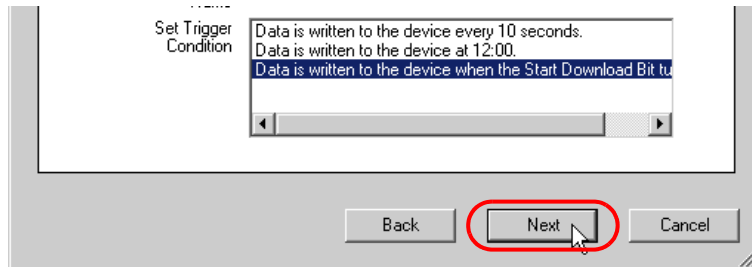 Set Trigger
Condition
Data is written to the device every 10 seconds.
Data is written to the device at 12:00.
Data is written to the device when the Start Download Bit tu
Back
Next
Cancel